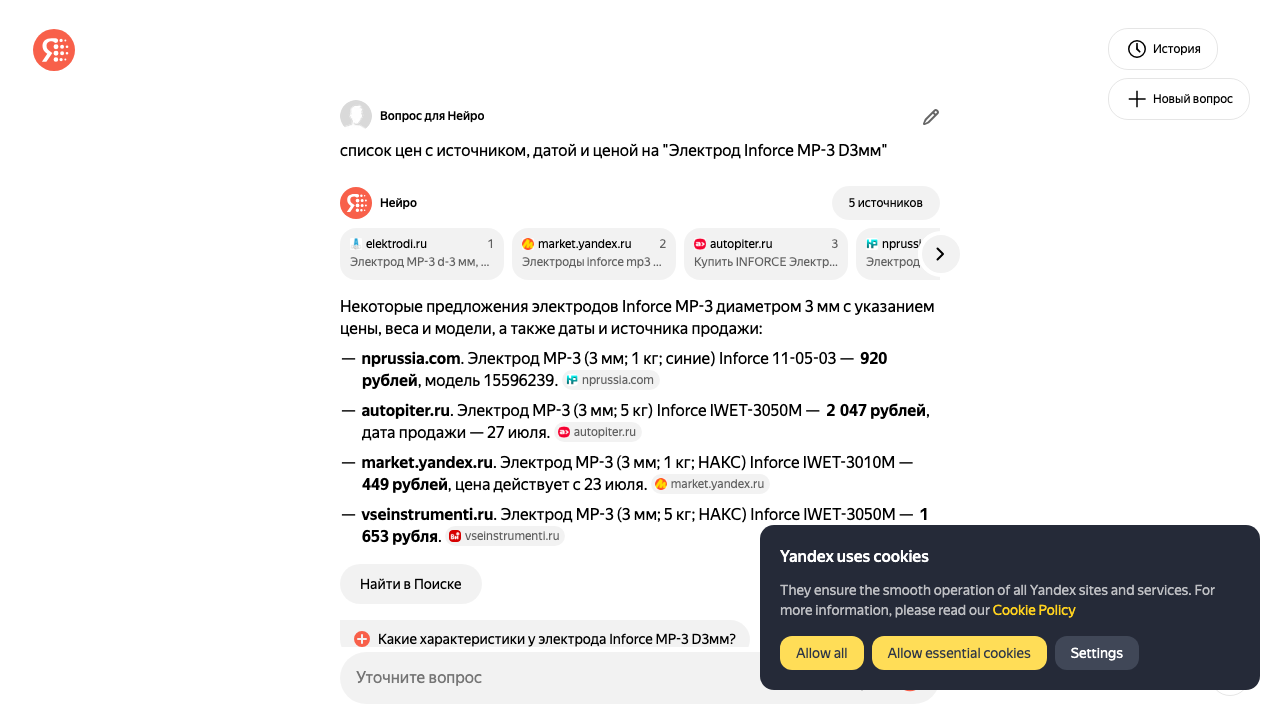 История
Новый вопрос
Вопрос для Нейро
список цен с источником, датой и ценой на "Электрод Inforce МР-3 D3мм"
Нейро
5 источников
elektrodi.ru 1
Электрод МР-3 d-3 мм, ...
market.yandex.ru 2
Электроды inforce mp3 ...
autopiter.ru 3
Купить INFORCE Электр...
npruss
Электрод
Некоторые предложения электродов Inforce МР-3 диаметром 3 мм с указанием
цены, веса и модели, а также даты и источника продажи:
— nprussia.com. Электрод МР-3 (3 мм; 1 кг; синие) Inforce 11-05-03 — 920
рублей, модель 15596239. nprussia.com
— autopiter.ru. Электрод МР-3 (3 мм; 5 кг) Inforce IWET-3050M — 2 047 рублей,
дата продажи — 27 июля. autopiter.ru
— market.yandex.ru. Электрод МР-3 (3 мм; 1 кг; НАКС) Inforce IWET-3010M —
449 рублей, цена действует с 23 июля. market.yandex.ru
— vseinstrumenti.ru. Электрод МР-3 (3 мм; 5 кг; НАКС) Inforce IWET-3050M — 1
653 рубля. vseinstrumenti.ru
Найти в Поиске
Какие характеристики у электрода Inforce МР-3 D3мм?
Уточните вопрос
Yandex uses cookies
They ensure the smooth operation of all Yandex sites and services. For
more information, please read our Cookie Policy
Allow all
Allow essential cookies
Settings